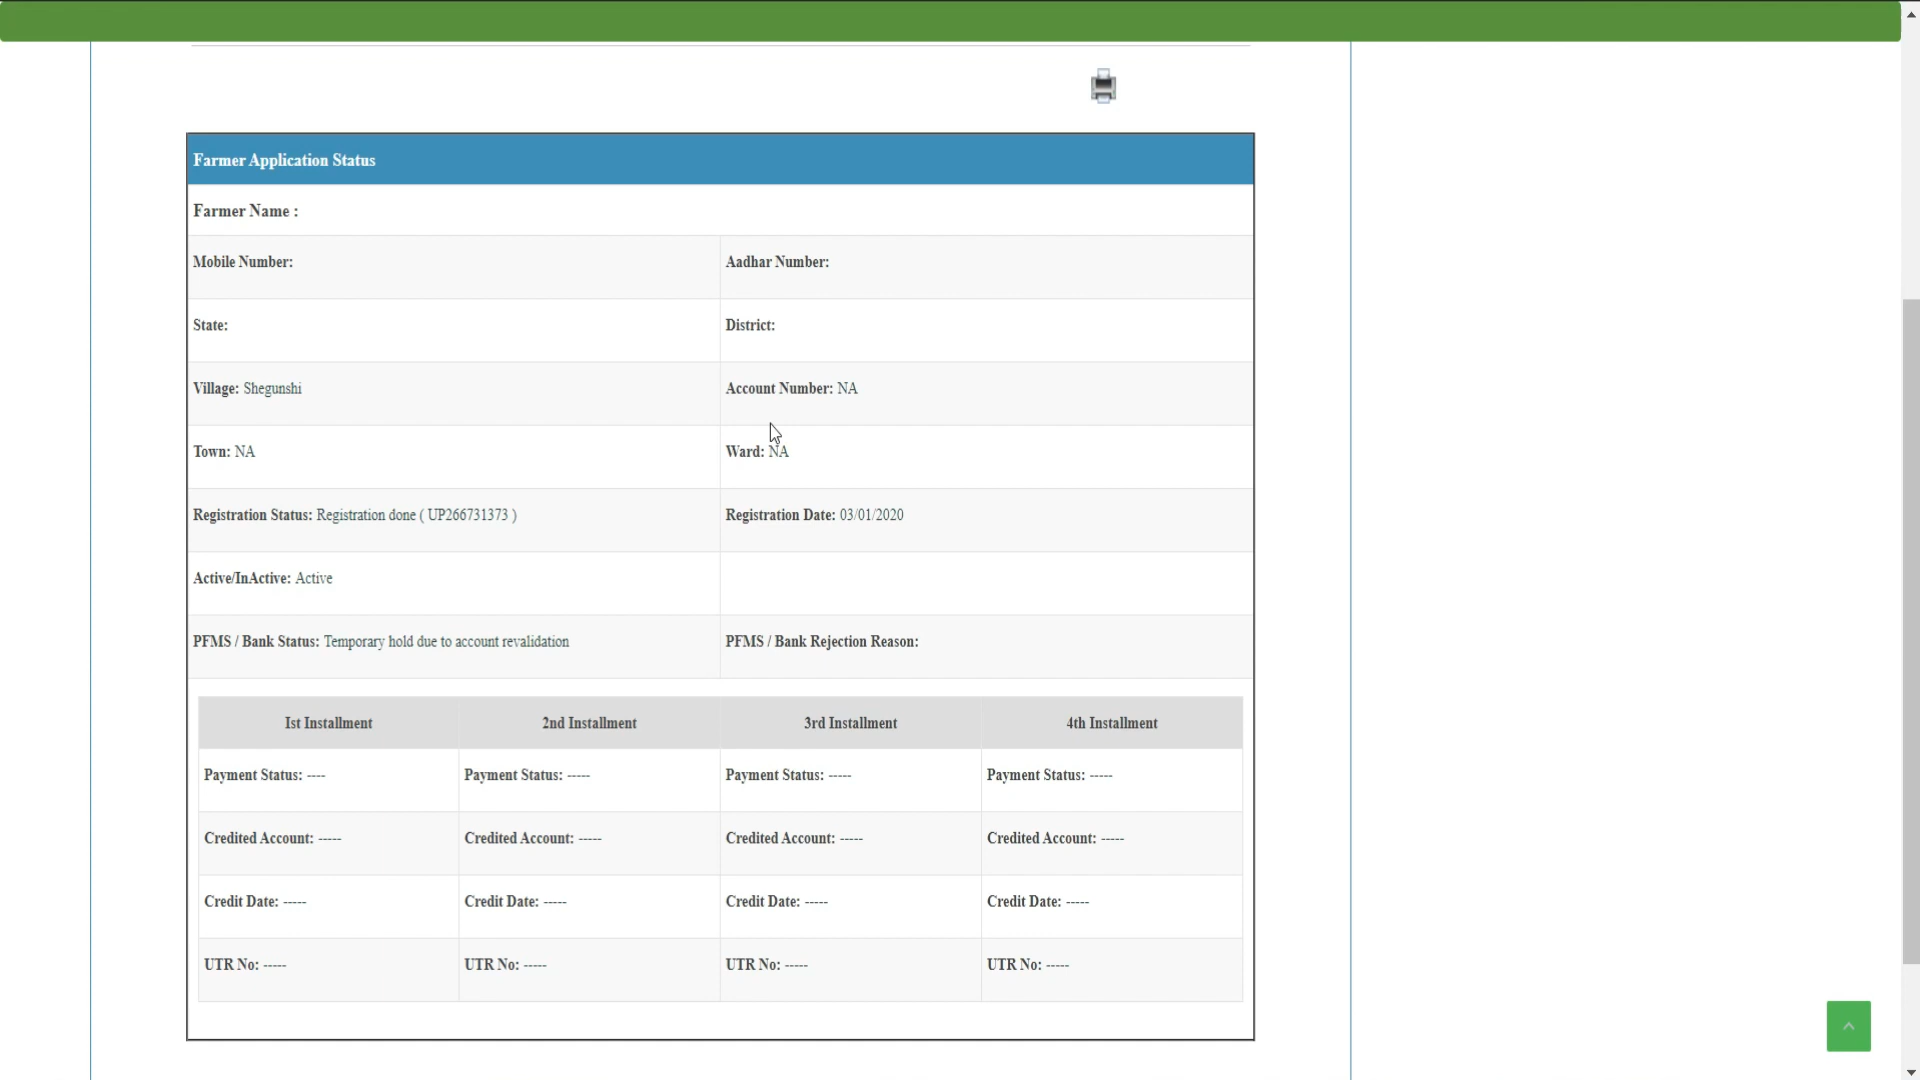 Farmer Application Status
Farmer Name :
Mobile Number:
Aadhar Number:
State:
District:
Village: Shegunshi
Account Number: NA
Town: NA
Ward: NA
Registration Status: Registration done ( UP266731373 )
Registration Date: 03/01/2020
Active/InActive: Active
PFMS / Bank Status: Temporary hold due to account revalidation
PFMS / Bank Rejection Reason:
Ist Installment
2nd Installment
3rd Installment
4th Installment
Payment Status: ----
Payment Status: -----
Payment Status: -----
Payment Status: -----
Credited Account: -----
Credited Account: -----
Credited Account: -----
Credited Account: -----
Credit Date: -----
Credit Date: -----
Credit Date: -----
Credit Date: -----
UTR No: -----
UTR No: -----
UTR No: -----
UTR No: -----